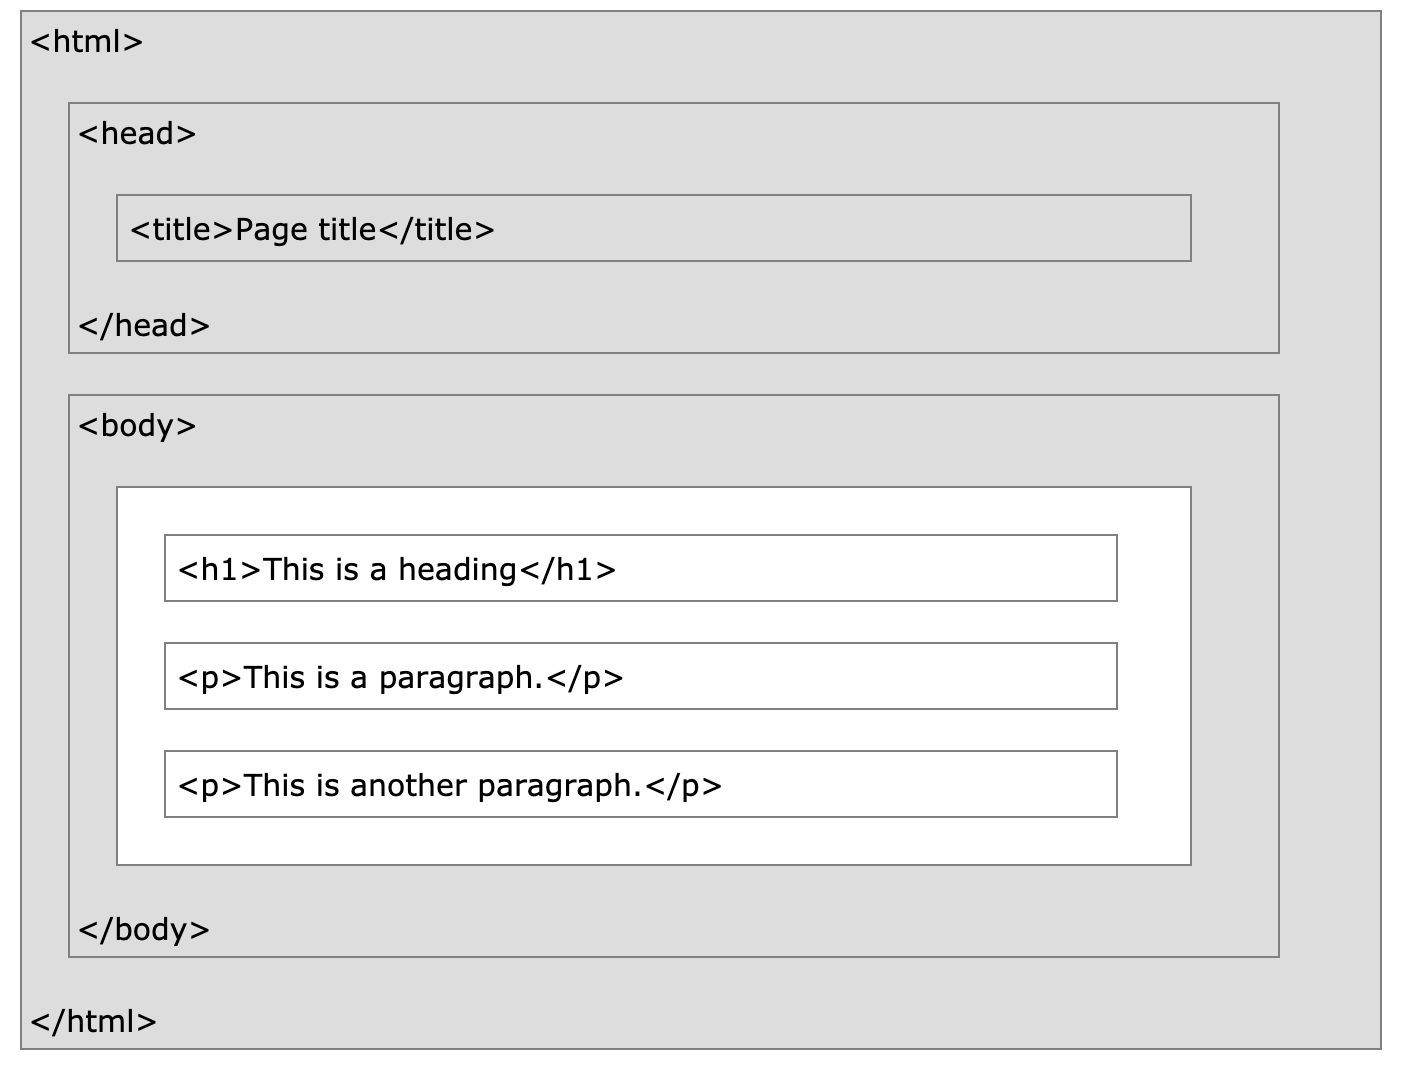 <html>
<head>
<title>Page title</title>
</head>
<body>
<h1>This is a heading</h1>
<p>This is a paragraph.</p>
<p>This is another paragraph.</p>
</body>
</html>